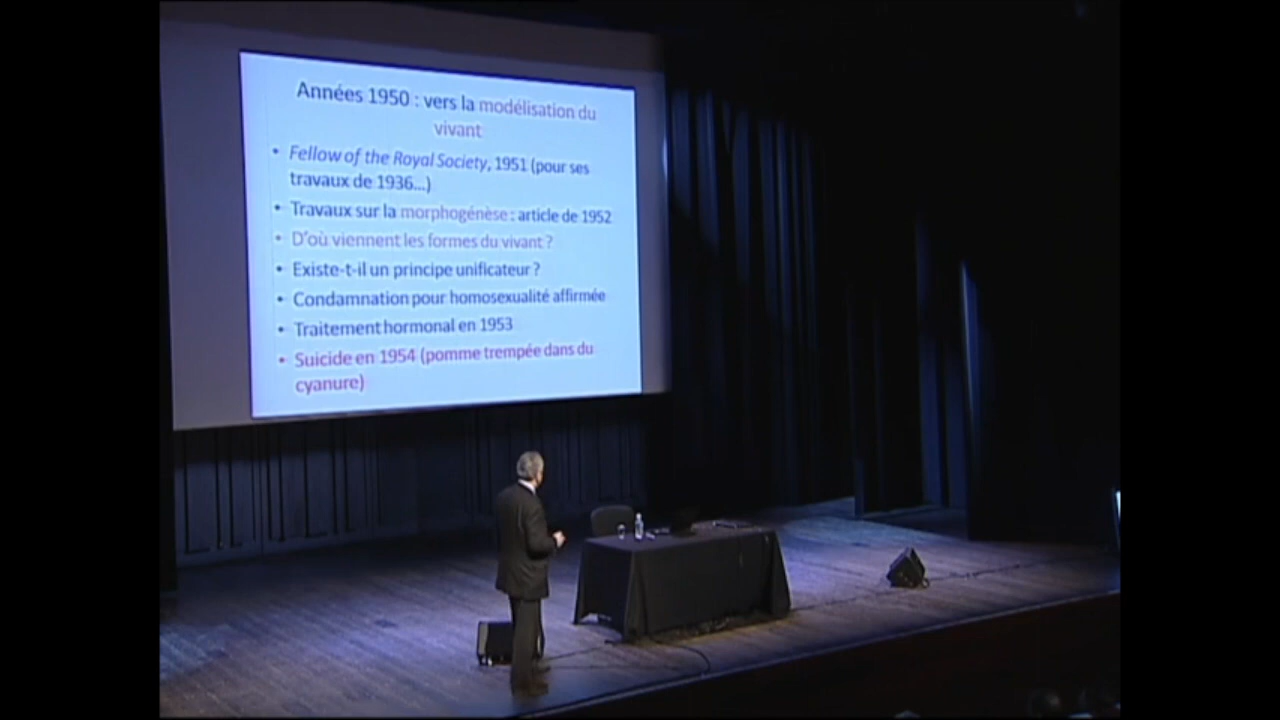 Années 1950 : vers la modélisation du
vivant
• Fellow of the Royal Society, 1951 (pour ses
travaux de 1936...)
• Travaux sur la morphogénèse : article de 1952
• D'où viennent les formes du vivant ?
• Existe-t-il un principe unificateur ?
• Condamnation pour homosexualité affirmée
• Traitement hormonal en 1953
• Suicide en 1954 (pomme trempée dans du
cyanure)